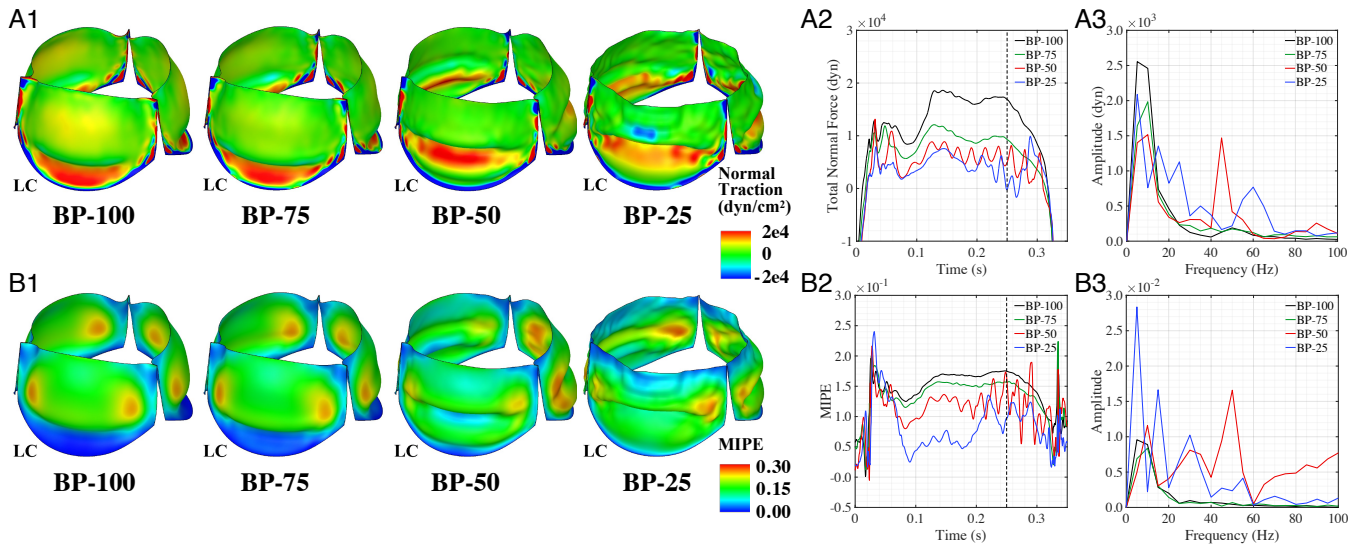 A1
LC
BP-100
BP-75
BP-50
BP-25
Normal
Traction
(dyn/cm²)
2e4
0
-2e4
A2
×10⁴
3
2
1
0
-1
0
0.1
0.2
0.3
Total Normal Force (dyn)
Time (s)
BP-100
BP-75
BP-50
BP-25
A3
×10³
3.0
2.5
2.0
1.5
1.0
0.5
0.0
0
20
40
60
80
100
Amplitude (dyn)
Frequency (Hz)
BP-100
BP-75
BP-50
BP-25
B1
LC
BP-100
BP-75
BP-50
BP-25
MIPE
0.30
0.15
0.00
B2
×10⁻¹
3.0
2.5
2.0
1.5
1.0
0.5
-0.0
-0.5
0
0.1
0.2
0.3
MIPE
Time (s)
BP-100
BP-75
BP-50
BP-25
B3
×10⁻²
3.0
2.5
2.0
1.5
1.0
0.5
0.0
0
20
40
60
80
100
Amplitude
Frequency (Hz)
BP-100
BP-75
BP-50
BP-25